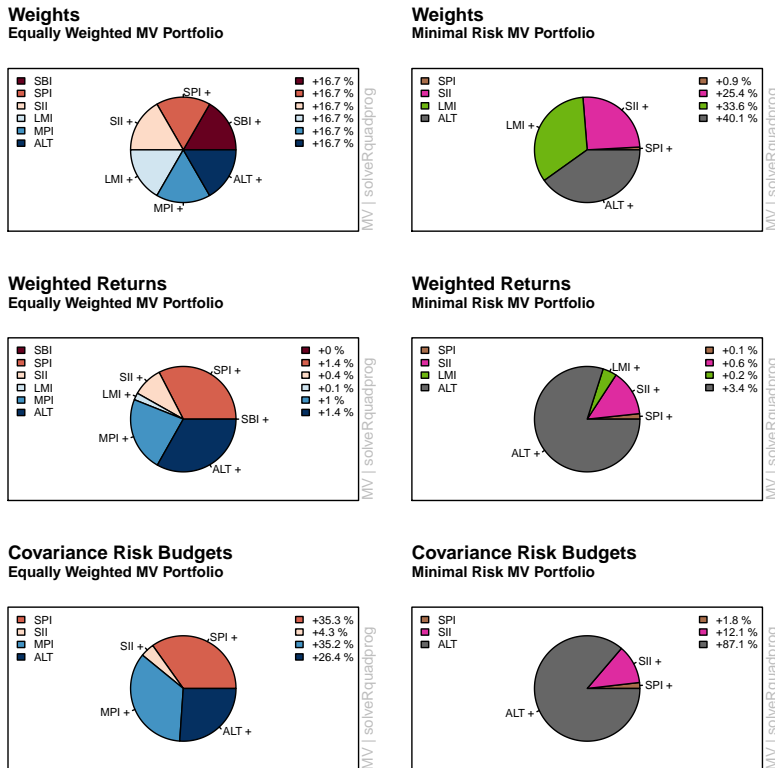 Weights
Equally Weighted MV Portfolio
SBI
SPI
SII
LMI
MPI
ALT
SBI +
SPI +
SII +
LMI +
MPI +
ALT +
+16.7 %
+16.7 %
+16.7 %
+16.7 %
+16.7 %
+16.7 %
MV | solveRquadprog
Weights
Minimal Risk MV Portfolio
SPI
SII
LMI
ALT
SPI +
SII +
LMI +
ALT +
+0.9 %
+25.4 %
+33.6 %
+40.1 %
MV | solveRquadprog
Weighted Returns
Equally Weighted MV Portfolio
SBI
SPI
SII
LMI
MPI
ALT
SBI +
SPI +
SII +
LMI +
MPI +
ALT +
+0 %
+1.4 %
+0.4 %
+0.1 %
+1 %
+1.4 %
MV | solveRquadprog
Weighted Returns
Minimal Risk MV Portfolio
SPI
SII
LMI
ALT
SPI +
SII +
LMI +
ALT +
+0.1 %
+0.6 %
+0.2 %
+3.4 %
MV | solveRquadprog
Covariance Risk Budgets
Equally Weighted MV Portfolio
SPI
SII
MPI
ALT
SPI +
SII +
MPI +
ALT +
+35.3 %
+4.3 %
+35.2 %
+26.4 %
MV | solveRquadprog
Covariance Risk Budgets
Minimal Risk MV Portfolio
SPI
SII
ALT
SPI +
SII +
ALT +
+1.8 %
+12.1 %
+87.1 %
MV | solveRquadprog